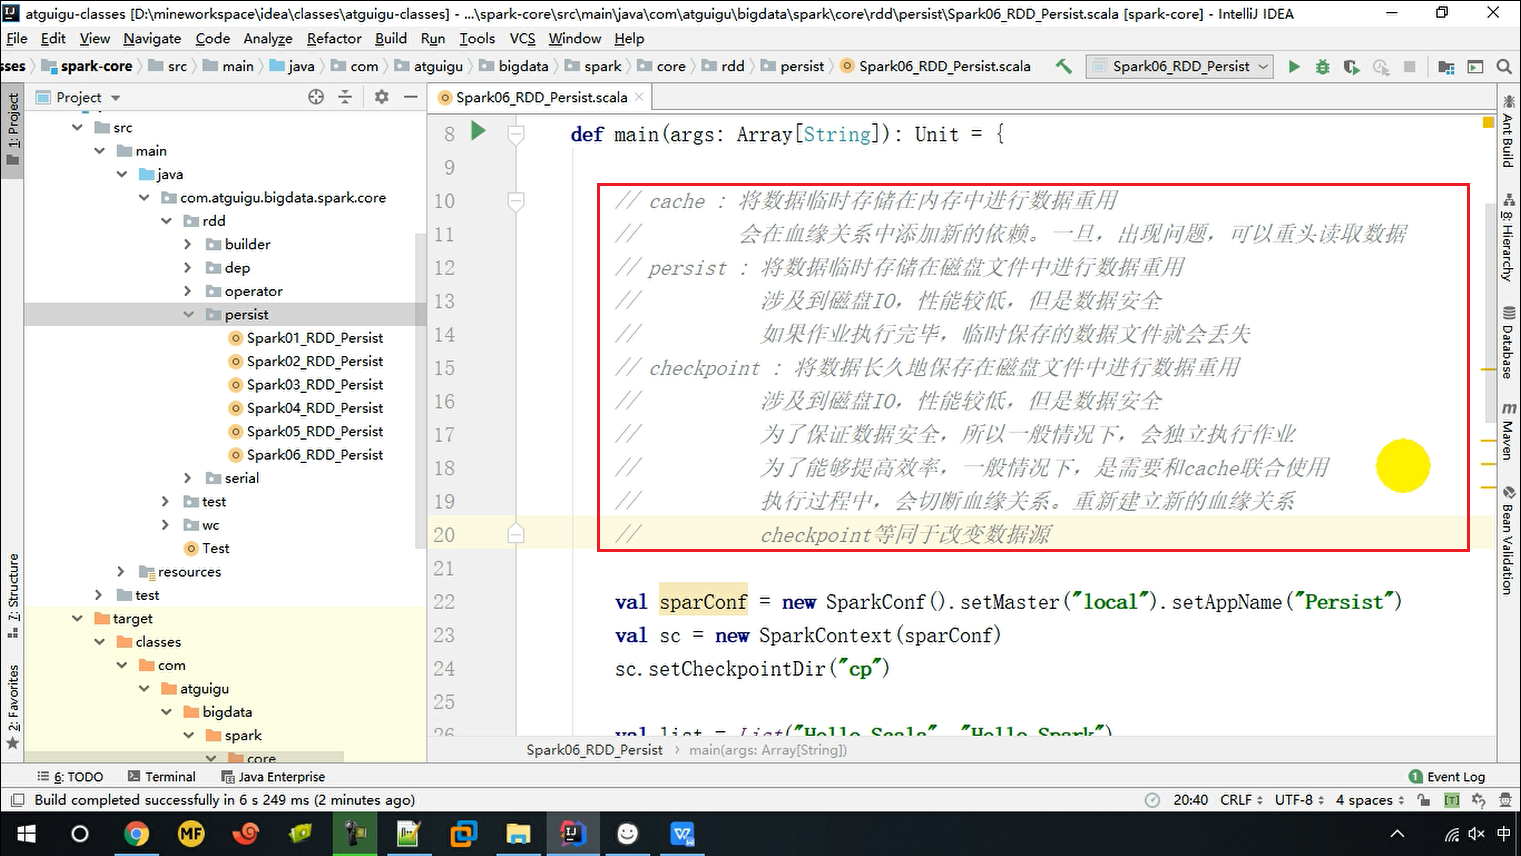 atguigu-classes [D:\mineworkspace\idea\classes\atguigu-classes] - ...\spark-core\src\main\java\com\atguigu\bigdata\spark\core\rdd\persist\Spark06_RDD_Persist.scala [spark-core] - IntelliJ IDEA
File Edit View Navigate Code Analyze Refactor Build Run Tools VCS Window Help
sses spark-core src main java com atguigu bigdata spark core rdd persist Spark06_RDD_Persist.scala Spark06_RDD_Persist
1: Project
Project
Spark06_RDD_Persist.scala
src
main
java
com.atguigu.bigdata.spark.core
rdd
builder
dep
operator
persist
Spark01_RDD_Persist
Spark02_RDD_Persist
Spark03_RDD_Persist
Spark04_RDD_Persist
Spark05_RDD_Persist
Spark06_RDD_Persist
serial
test
wc
Test
resources
test
target
classes
com
atguigu
bigdata
spark
core
7: Structure
2: Favorites
8 def main(args: Array[String]): Unit = {
9
10 // cache : 将数据临时存储在内存中进行数据重用
11 // 会在血缘关系中添加新的依赖。一旦，出现问题，可以重头读取数据
12 // persist : 将数据临时存储在磁盘文件中进行数据重用
13 // 涉及到磁盘IO，性能较低，但是数据安全
14 // 如果作业执行完毕，临时保存的数据文件就会丢失
15 // checkpoint : 将数据长久地保存在磁盘文件中进行数据重用
16 // 涉及到磁盘IO，性能较低，但是数据安全
17 // 为了保证数据安全，所以一般情况下，会独立执行作业
18 // 为了能够提高效率，一般情况下，是需要和cache联合使用
19 // 执行过程中，会切断血缘关系。重新建立新的血缘关系
20 // checkpoint等同于改变数据源
21
22 val sparConf = new SparkConf().setMaster("local").setAppName("Persist")
23 val sc = new SparkContext(sparConf)
24 sc.setCheckpointDir("cp")
25
26 val list = List("Hello Scala", "Hello Spark")
Spark06_RDD_Persist main(args: Array[String])
Ant Build
8: Hierarchy
Database
Maven
Bean Validation
6: TODO Terminal Java Enterprise 1 Event Log
Build completed successfully in 6 s 249 ms (2 minutes ago) 20:40 CRLF UTF-8 4 spaces [T]
MF
中